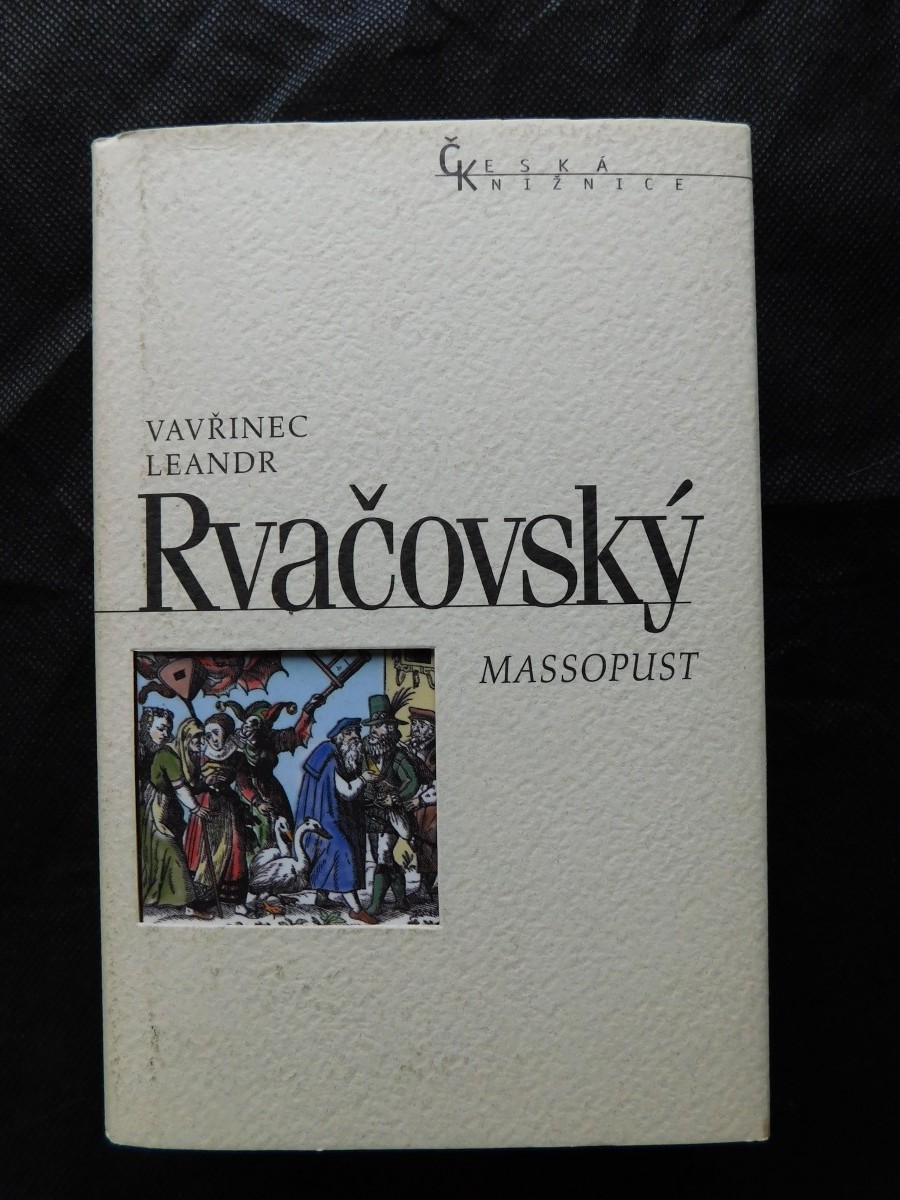 ČESKÁ
KNIŽNICE
VAVŘINEC
LEANDR
Rvačovský
MASSOPUST